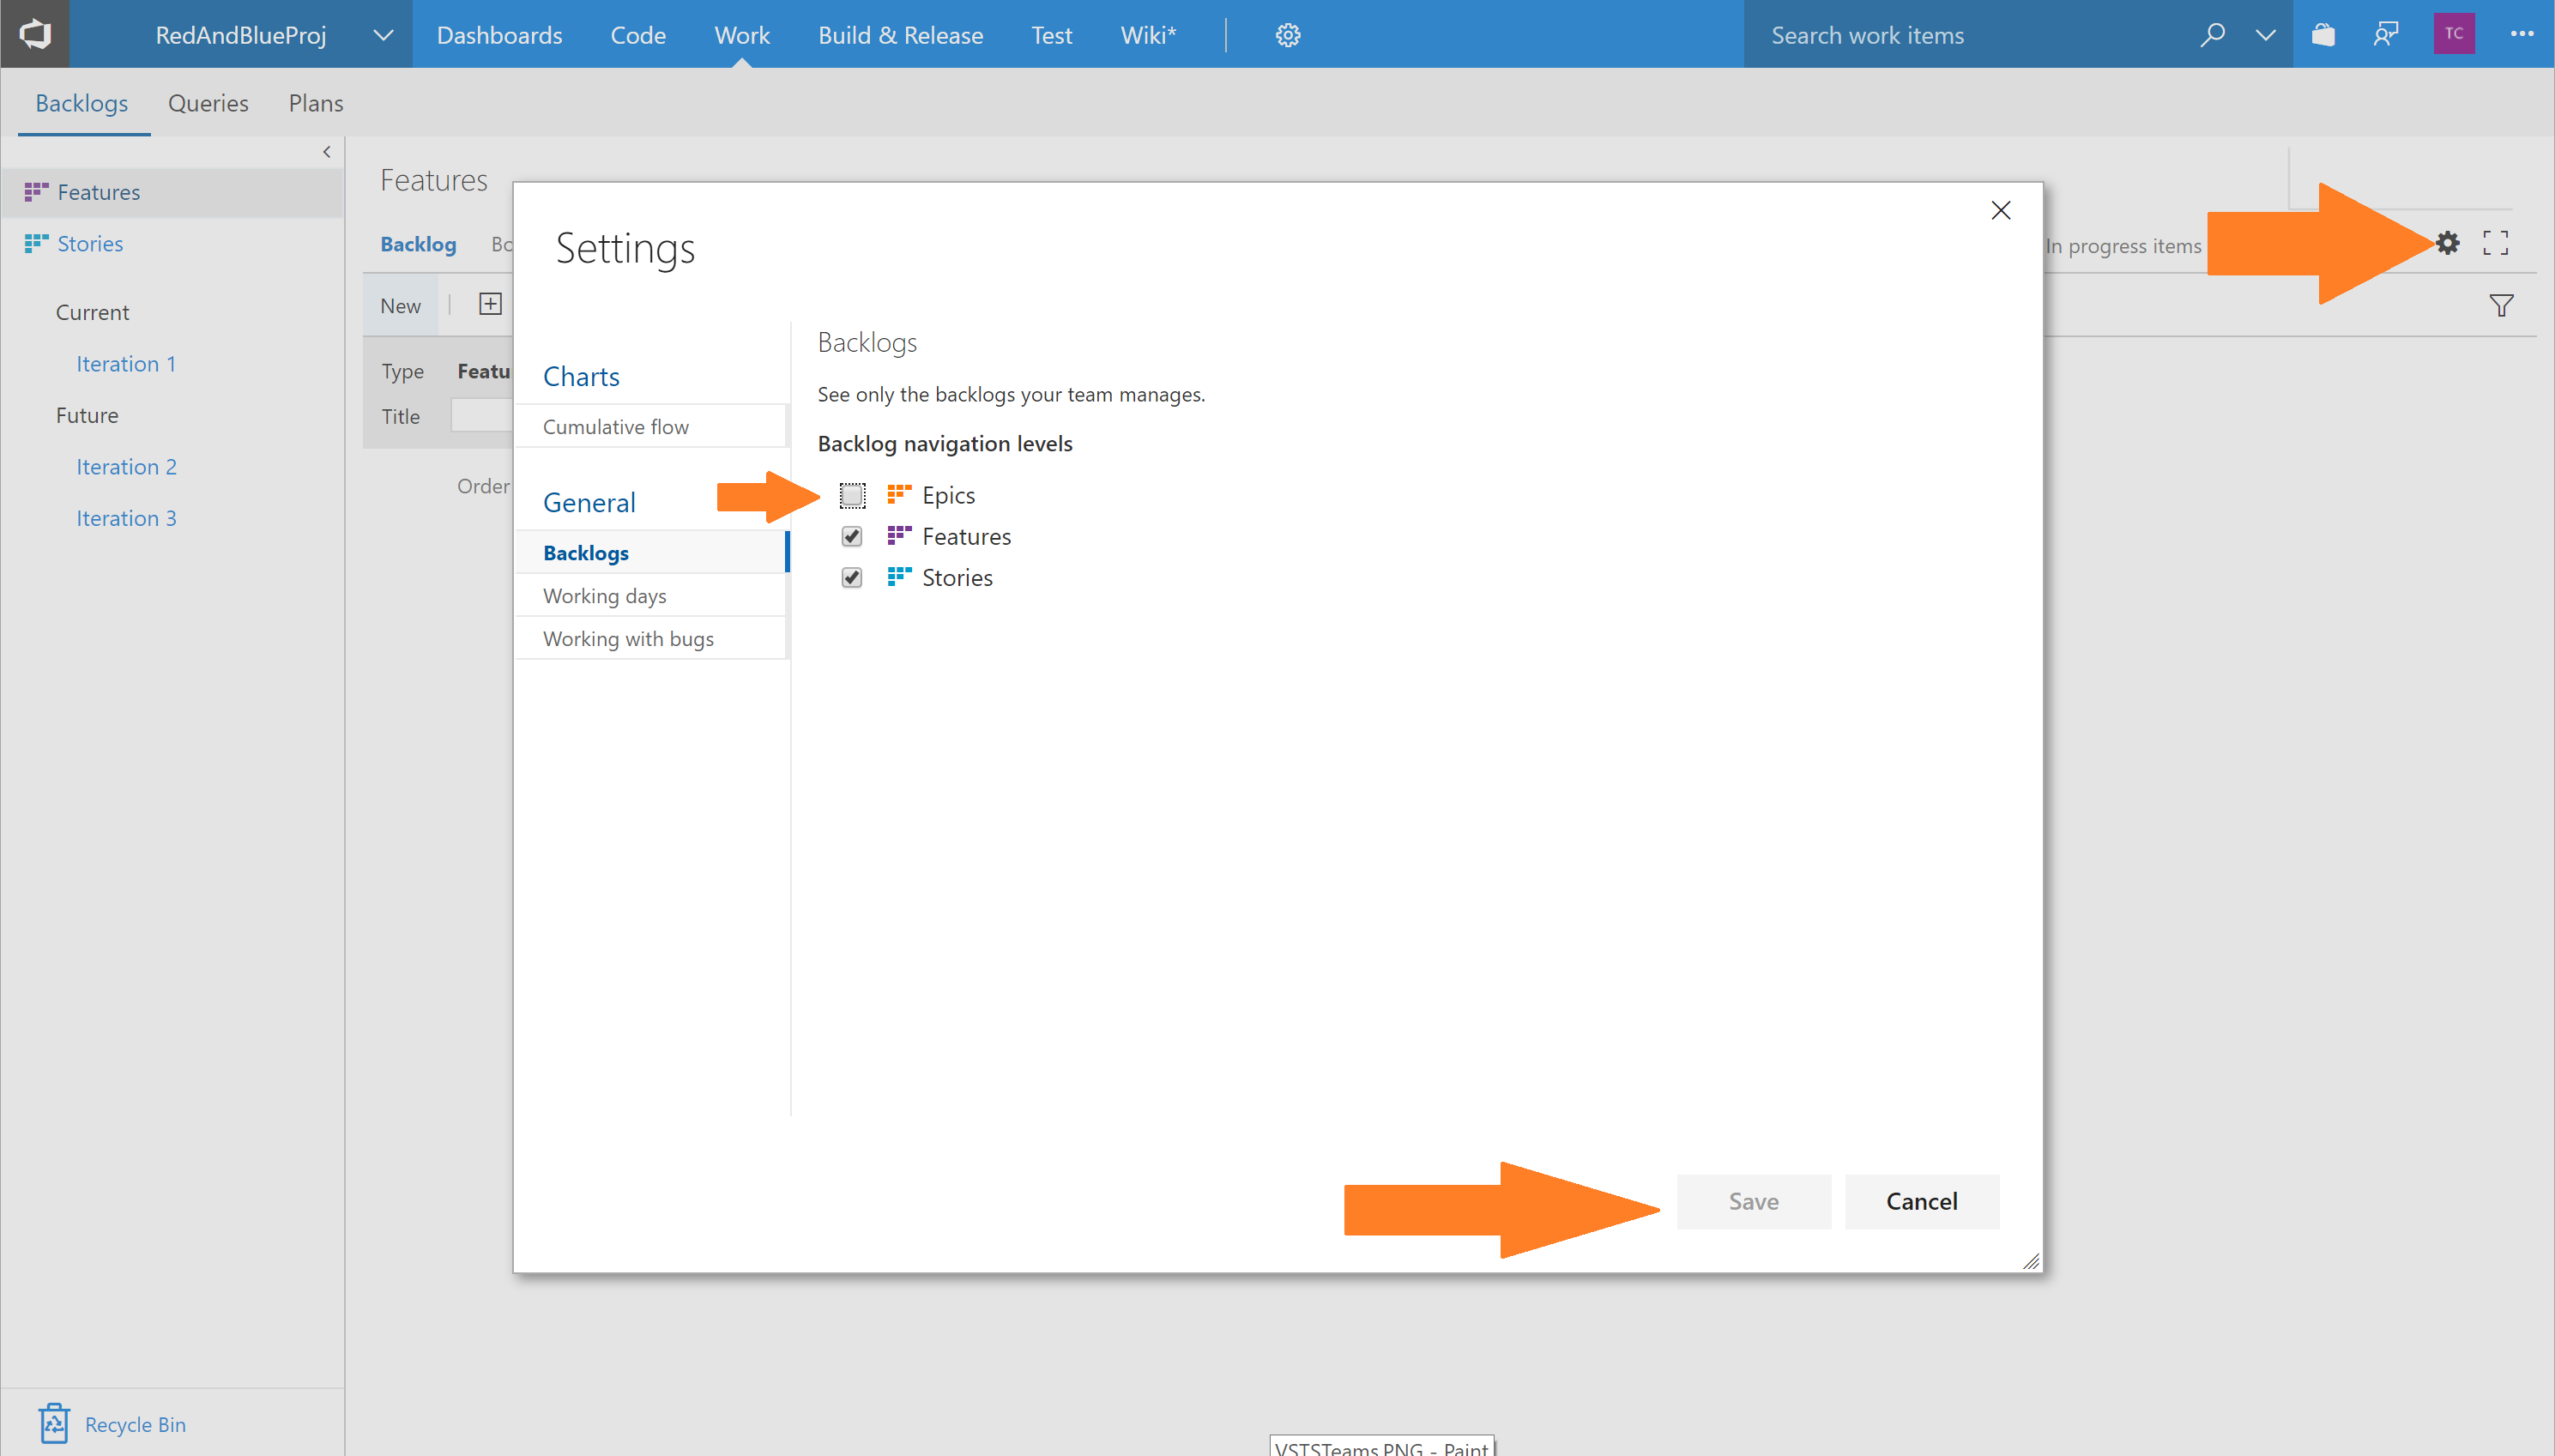 RedAndBlueProj Dashboards Code Work Build & Release Test Wiki* Search work items TC
Backlogs Queries Plans
Features
Stories
Current
Iteration 1
Future
Iteration 2
Iteration 3
Recycle Bin
Features
Backlog Bo
In progress items
New
Type Featu
Title
Order
Settings
Charts
Cumulative flow
General
Backlogs
Working days
Working with bugs
Backlogs
See only the backlogs your team manages.
Backlog navigation levels
Epics
Features
Stories
Save Cancel
VSTSTeams.PNG - Paint